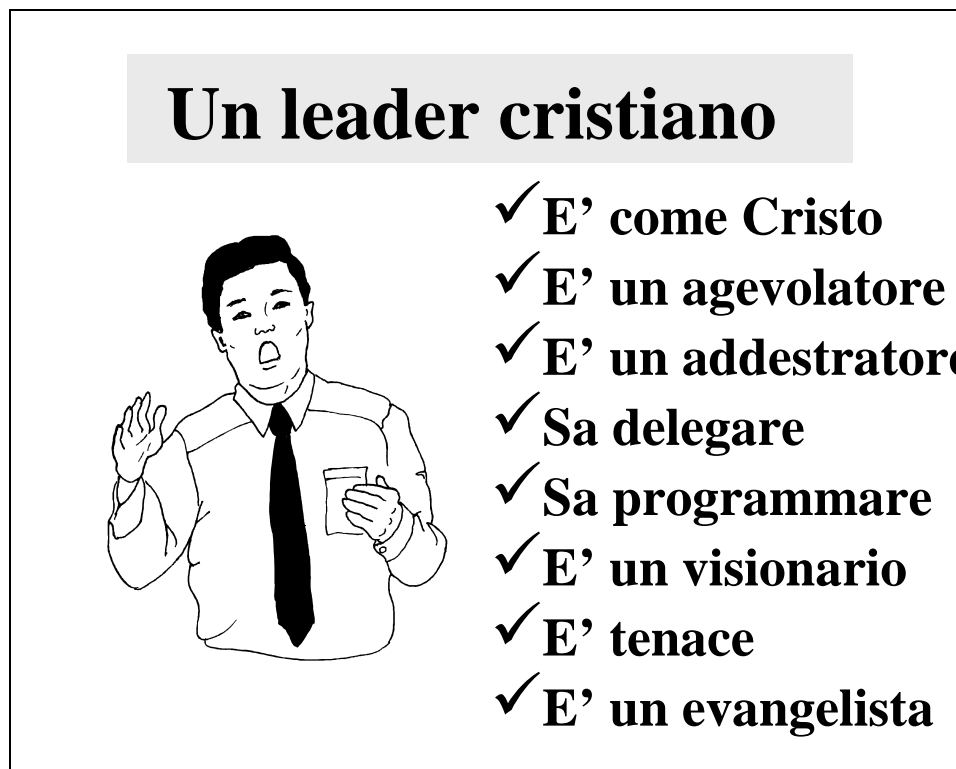 Un leader cristiano
✓E’ come Cristo
✓E’ un agevolatore
✓E’ un addestratore
✓Sa delegare
✓Sa programmare
✓E’ un visionario
✓E’ tenace
✓E’ un evangelista